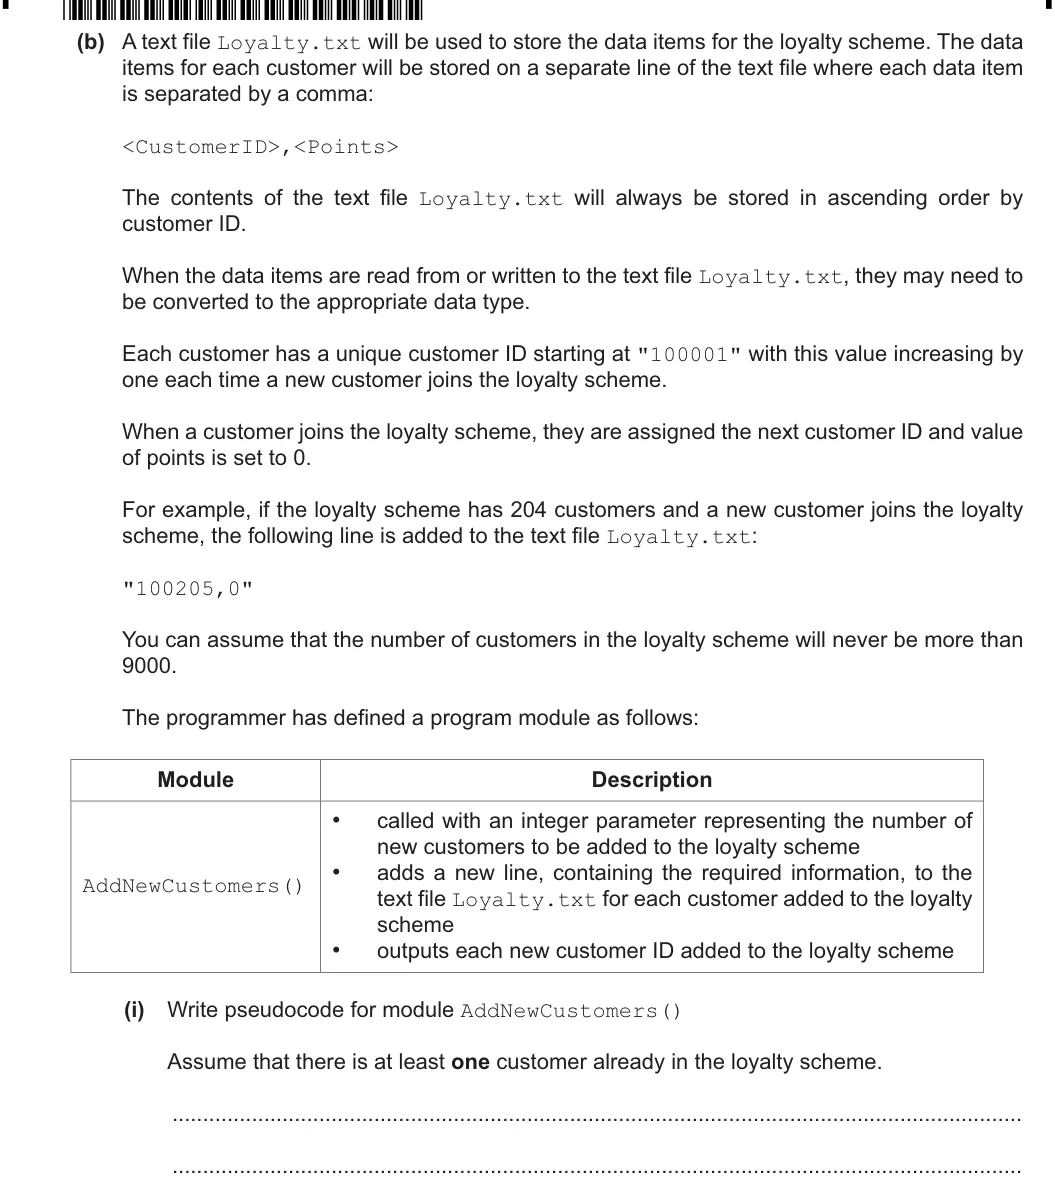 (b) A text file Loyalty.txt will be used to store the data items for the loyalty scheme. The data
items for each customer will be stored on a separate line of the text file where each data item
is separated by a comma:
<CustomerID>,<Points>
The contents of the text file Loyalty.txt will always be stored in ascending order by
customer ID.
When the data items are read from or written to the text file Loyalty.txt, they may need to
be converted to the appropriate data type.
Each customer has a unique customer ID starting at "100001" with this value increasing by
one each time a new customer joins the loyalty scheme.
When a customer joins the loyalty scheme, they are assigned the next customer ID and value
of points is set to 0.
For example, if the loyalty scheme has 204 customers and a new customer joins the loyalty
scheme, the following line is added to the text file Loyalty.txt:
"100205,0"
You can assume that the number of customers in the loyalty scheme will never be more than
9000.
The programmer has defined a program module as follows:
Module Description
AddNewCustomers()
• called with an integer parameter representing the number of
new customers to be added to the loyalty scheme
• adds a new line, containing the required information, to the
text file Loyalty.txt for each customer added to the loyalty
scheme
• outputs each new customer ID added to the loyalty scheme
(i) Write pseudocode for module AddNewCustomers()
Assume that there is at least one customer already in the loyalty scheme.